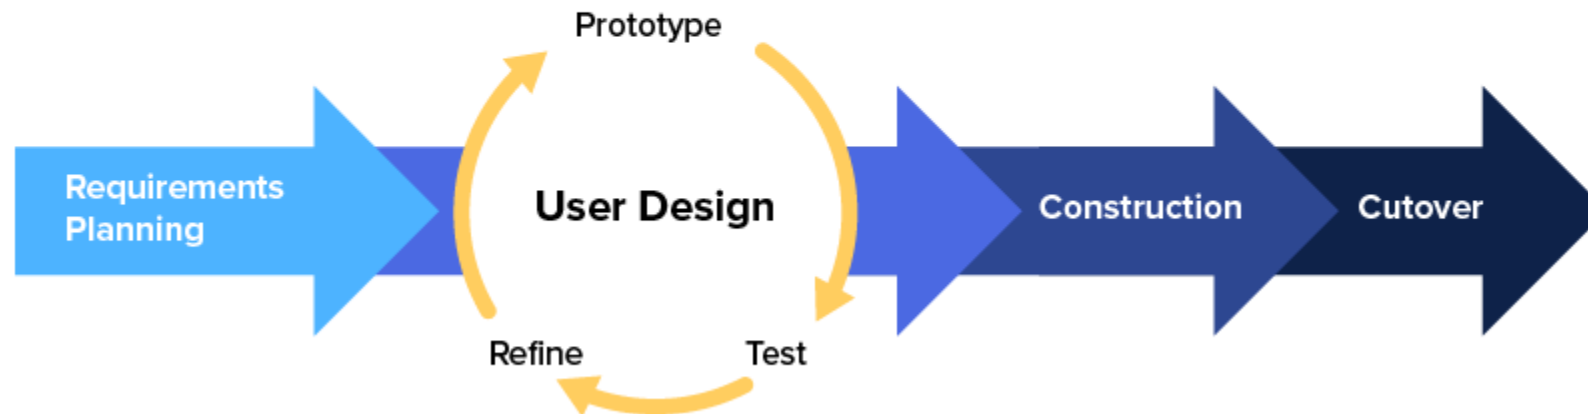 Prototype
Requirements
Planning
User Design
Construction
Cutover
Refine
Test